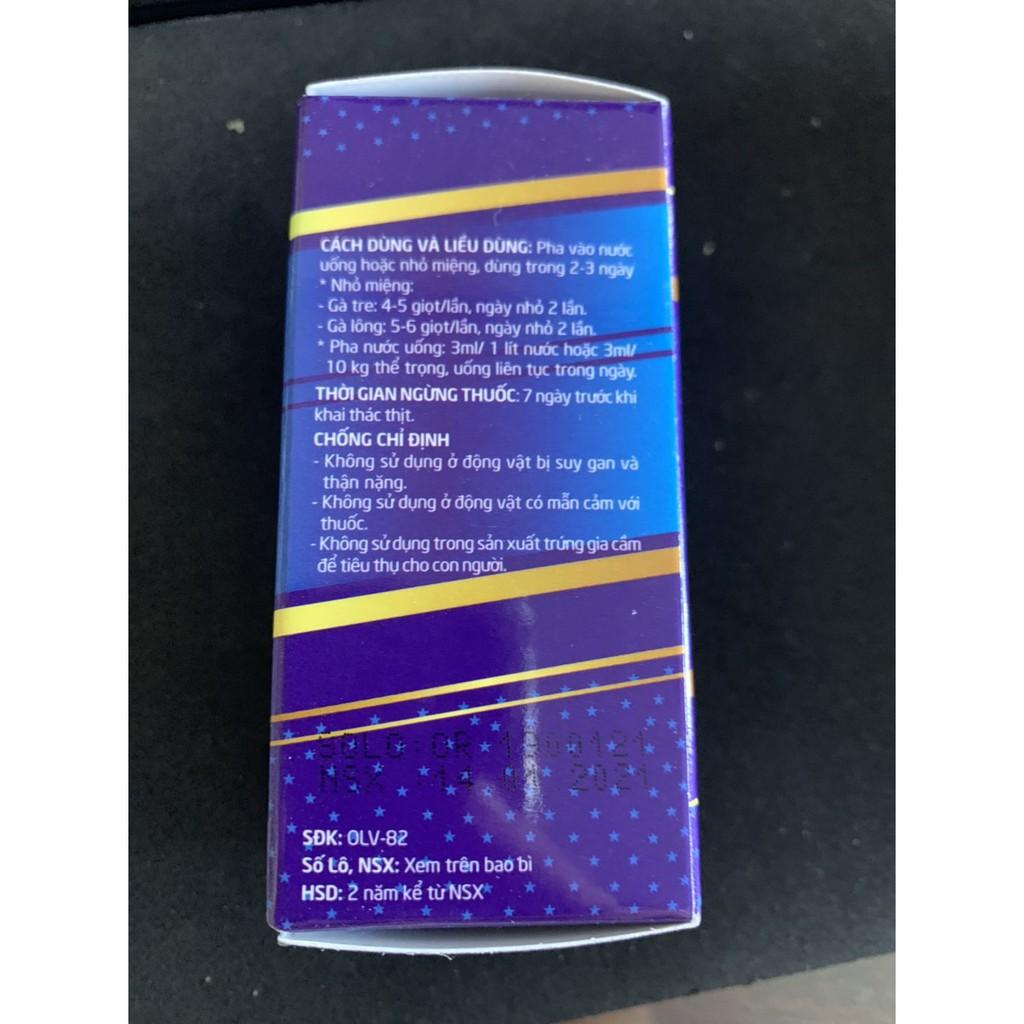 CÁCH DÙNG VÀ LIỀU DÙNG: Pha vào nước
uống hoặc nhỏ miệng, dùng trong 2-3 ngày
* Nhỏ miệng:
- Gà tre: 4-5 giọt/lần, ngày nhỏ 2 lần.
- Gà lông: 5-6 giọt/lần, ngày nhỏ 2 lần.
* Pha nước uống: 3ml/ 1 lít nước hoặc 3ml/
10 kg thể trọng, uống liên tục trong ngày.
THỜI GIAN NGỪNG THUỐC: 7 ngày trước khi
khai thác thịt.
CHỐNG CHỈ ĐỊNH
- Không sử dụng ở động vật bị suy gan và
thận nặng.
- Không sử dụng ở động vật có mẫn cảm với
thuốc.
- Không sử dụng trong sản xuất trứng gia cầm
để tiêu thụ cho con người.
SOLO: OR
NSX : 14 2021
SĐK: OLV-82
Số Lô, NSX: Xem trên bao bì
HSD: 2 năm kể từ NSX